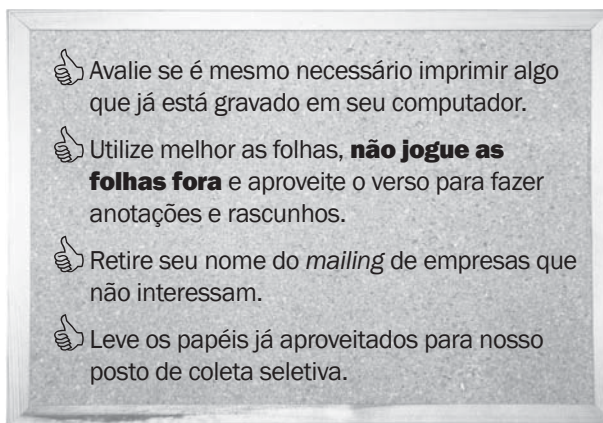 Avalie se é mesmo necessário imprimir algo
que já está gravado em seu computador.
Utilize melhor as folhas, não jogue as
folhas fora e aproveite o verso para fazer
anotações e rascunhos.
Retire seu nome do mailing de empresas que
não interessam.
Leve os papéis já aproveitados para nosso
posto de coleta seletiva.